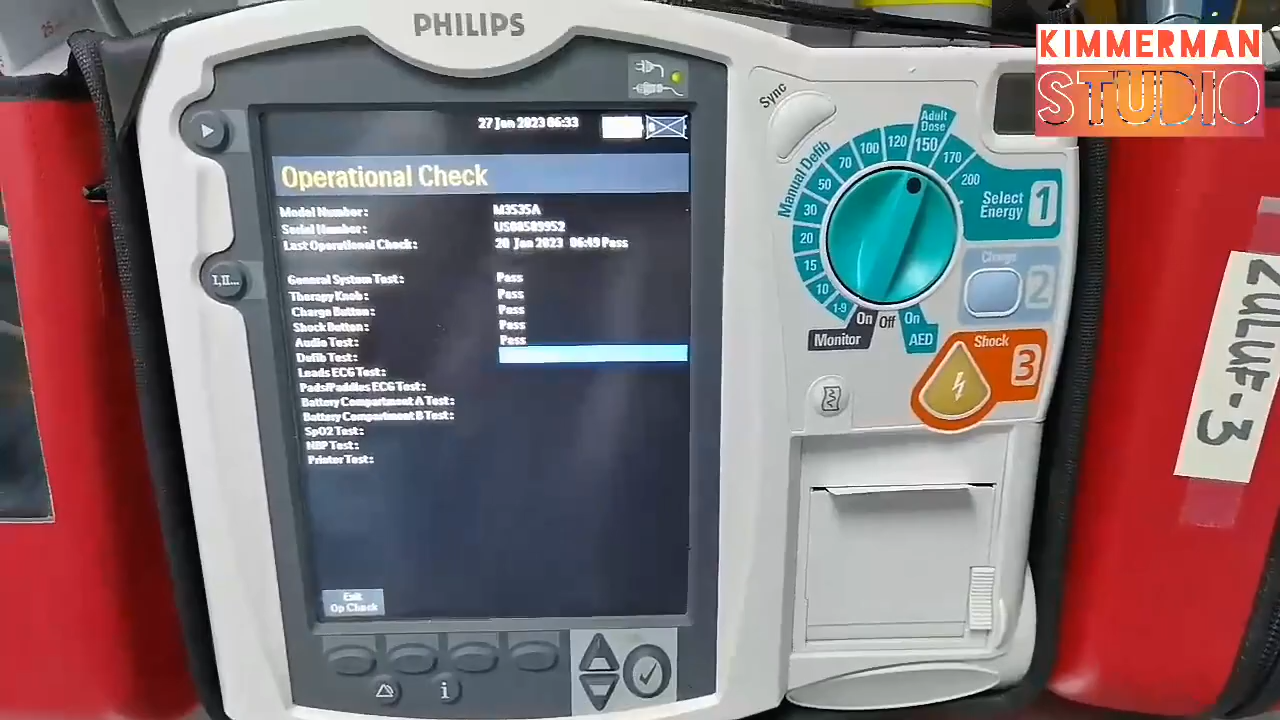 PHILIPS
KIMMERMAN
STUDIO
27 Jan 2023 06:33
Operational Check
Model Number: M3535A
Serial Number: US00589952
Last Operational Check: 20 Jan 2023 06:49 Pass
General System Test: Pass
Therapy Knob: Pass
Charge Button: Pass
Shock Button: Pass
Audio Test: Pass
Defib Test:
Leads ECG Test:
Pads/Paddles ECG Test:
Battery Compartment A Test:
Battery Compartment B Test:
SpO2 Test:
NBP Test:
Printer Test:
Exit
Op Check
I,II...
i
Sync
Manual Defib
1-9
10
15
20
30
50
70
100
120
Adult
Dose
150
170
200
Select
Energy
1
Charge
2
Shock
3
On
Off
On
Monitor
AED
ZULUF-3